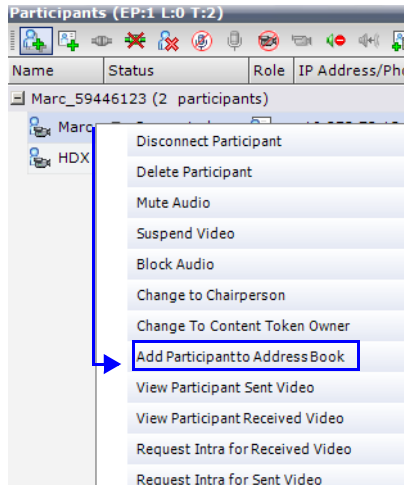 Participants (EP:1 L:0 T:2)
Name Status Role IP Address/Pho
Marc_59446123 (2 participants)
Marc
HDX
Disconnect Participant
Delete Participant
Mute Audio
Suspend Video
Block Audio
Change to Chairperson
Change To Content Token Owner
Add Participant to Address Book
View Participant Sent Video
View Participant Received Video
Request Intra for Received Video
Request Intra for Sent Video